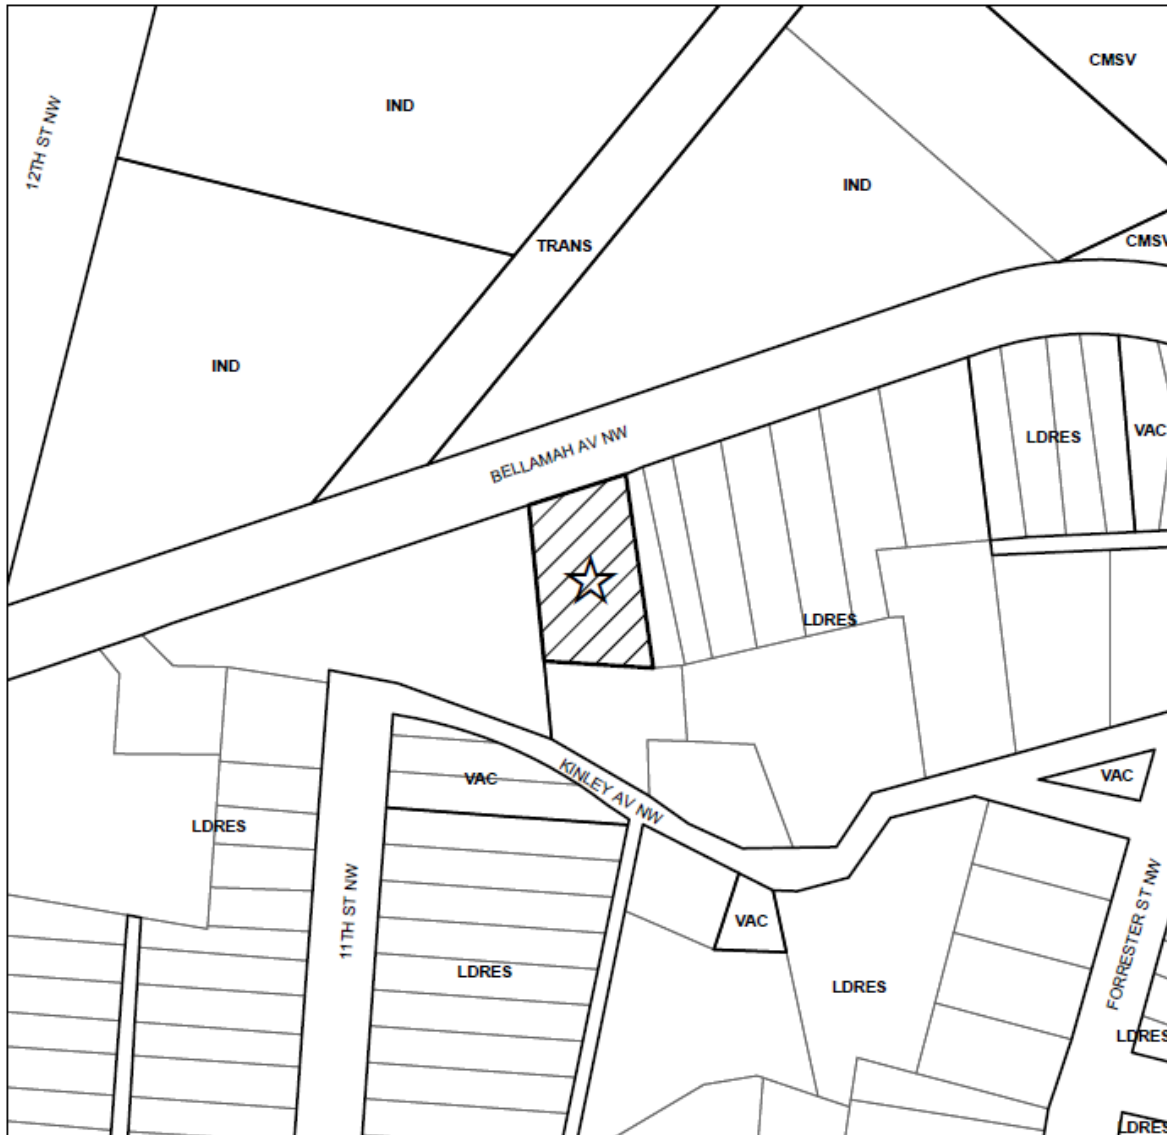 CMSV
IND
12TH ST NW
IND
CMSV
TRANS
IND
BELLAMAH AV NW
LDRES
VAC
LDRES
VAC
KINLEY AV NW
VAC
LDRES
11TH ST NW
VAC
FORRESTER ST NW
LDRES
LDRES
LDRES
LDRES